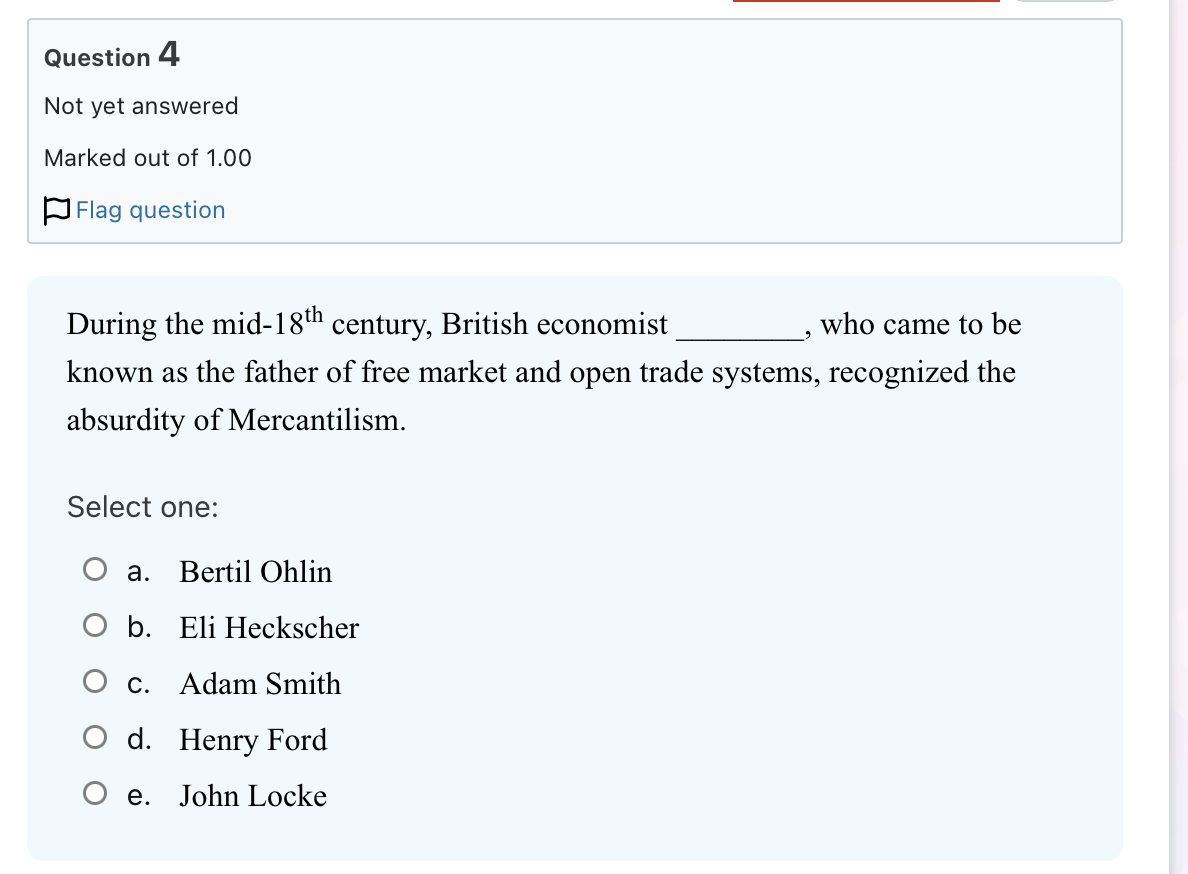 Question 4
Not yet answered
Marked out of 1.00
Flag question
During the mid-18th century, British economist ________, who came to be
known as the father of free market and open trade systems, recognized the
absurdity of Mercantilism.
Select one:
a. Bertil Ohlin
b. Eli Heckscher
c. Adam Smith
d. Henry Ford
e. John Locke